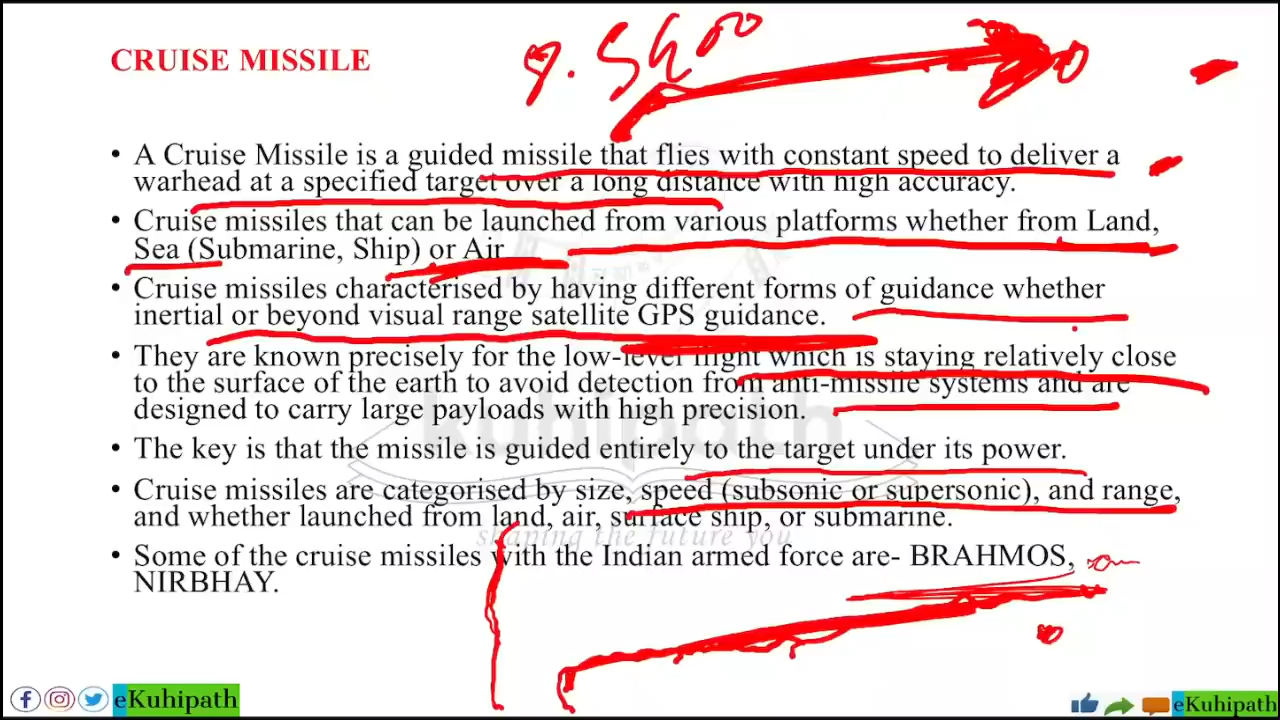 CRUISE MISSILE
• A Cruise Missile is a guided missile that flies with constant speed to deliver a
warhead at a specified target over a long distance with high accuracy.
• Cruise missiles that can be launched from various platforms whether from Land,
Sea (Submarine, Ship) or Air
• Cruise missiles characterised by having different forms of guidance whether
inertial or beyond visual range satellite GPS guidance.
• They are known precisely for the low-level flight which is staying relatively close
to the surface of the earth to avoid detection from anti-missile systems and are
designed to carry large payloads with high precision.
• The key is that the missile is guided entirely to the target under its power.
• Cruise missiles are categorised by size, speed (subsonic or supersonic), and range,
and whether launched from land, air, surface ship, or submarine.
• Some of the cruise missiles with the Indian armed force are- BRAHMOS,
NIRBHAY.
kuhipath
shaping the future you
eKuhipath
eKuhipath